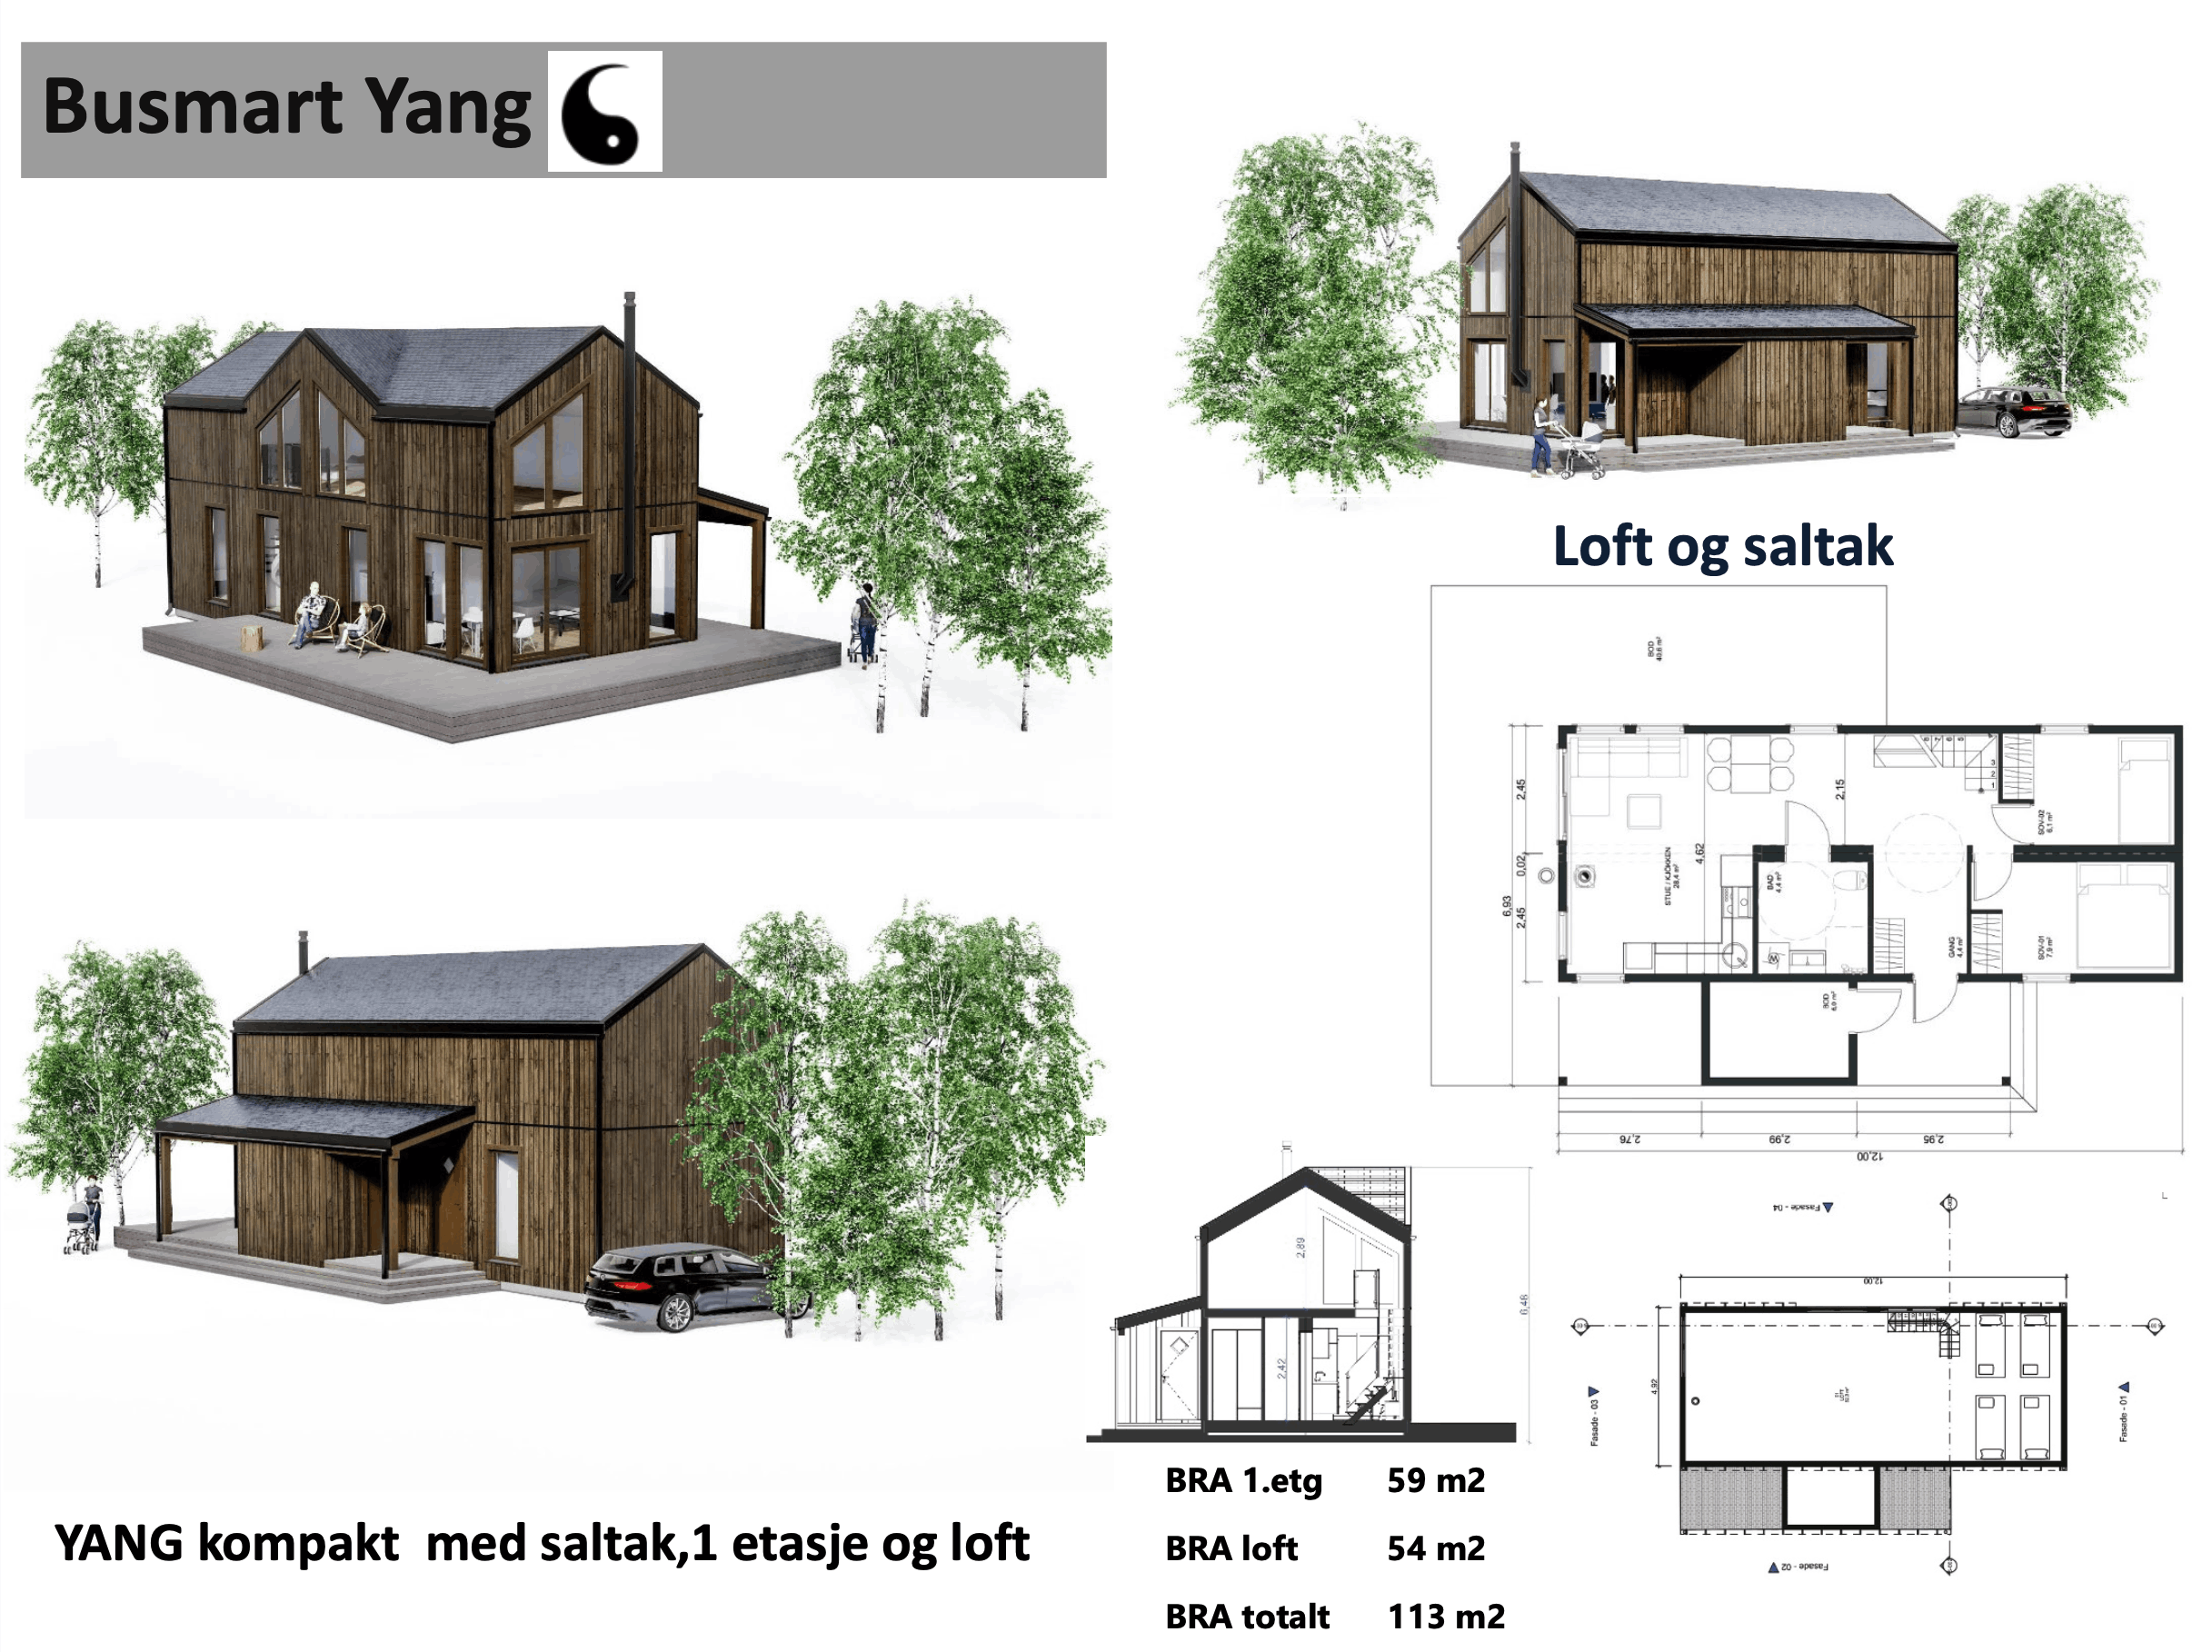 Busmart Yang
Loft og saltak
BOD
40,6 m²
2,45
0,02
2,45
6,93
4,62
2,15
STUE / KJØKKEN
28,4 m²
BAD
4,4 m²
3
2
1
SOV-02
6,1 m²
SOV-01
7,9 m²
GANG
4,4 m²
BOD
2,76
2,99
2,95
12,00
Fasade - 04
12,00
4,92
Fasade - 03
Fasade - 01
Fasade - 02
2,89
2,42
6,48
BRA 1.etg 59 m2
BRA loft 54 m2
BRA totalt 113 m2
YANG kompakt med saltak,1 etasje og loft